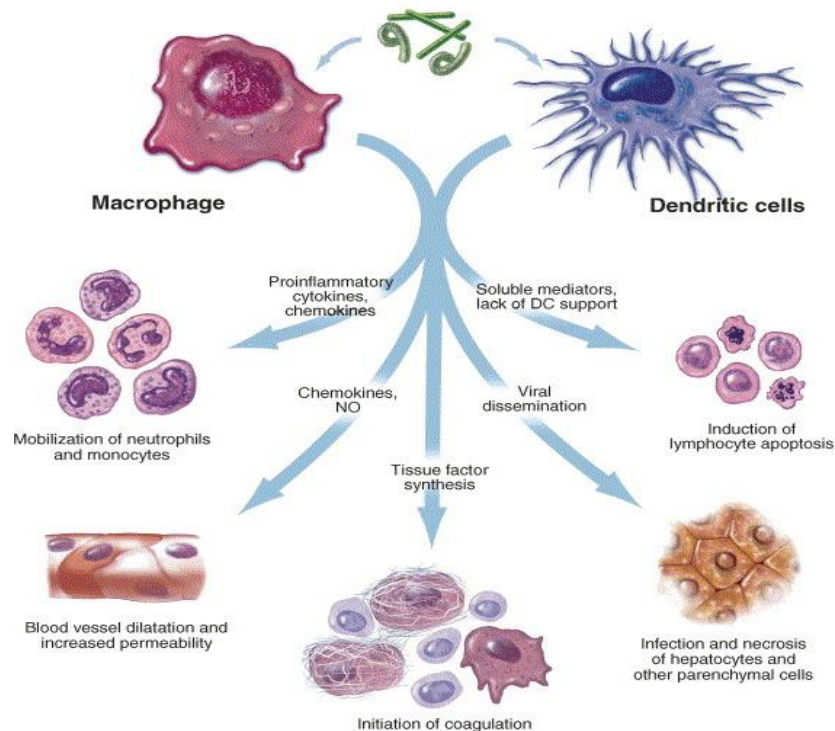 Macrophage
Dendritic cells
Proinflammatory
cytokines,
chemokines
Soluble mediators,
lack of DC support
Mobilization of neutrophils
and monocytes
Chemokines,
NO
Viral
dissemination
Induction of
lymphocyte apoptosis
Tissue factor
synthesis
Blood vessel dilatation and
increased permeability
Infection and necrosis
of hepatocytes and
other parenchymal cells
Initiation of coagulation